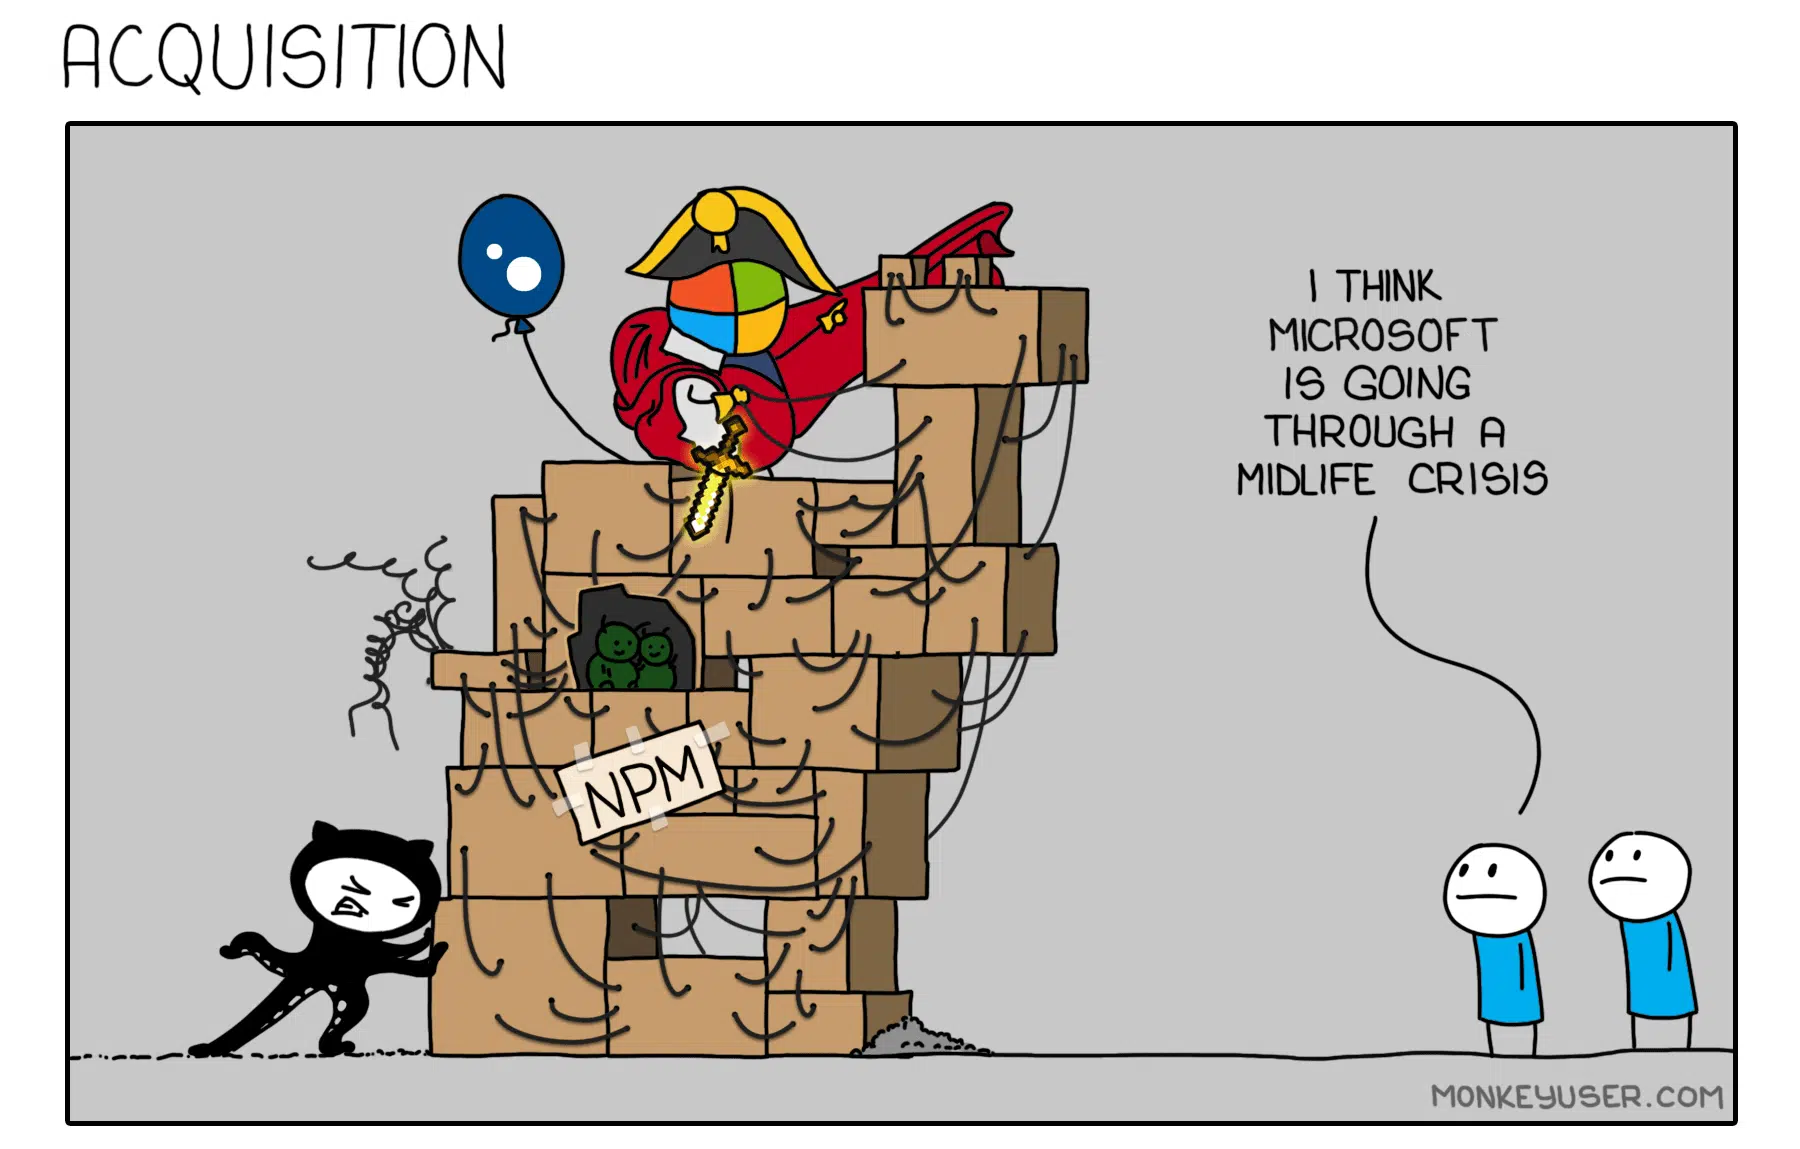 ACQUISITION
I THINK
MICROSOFT
IS GOING
THROUGH A
MIDLIFE CRISIS
NPM
MONKEYUSER.COM